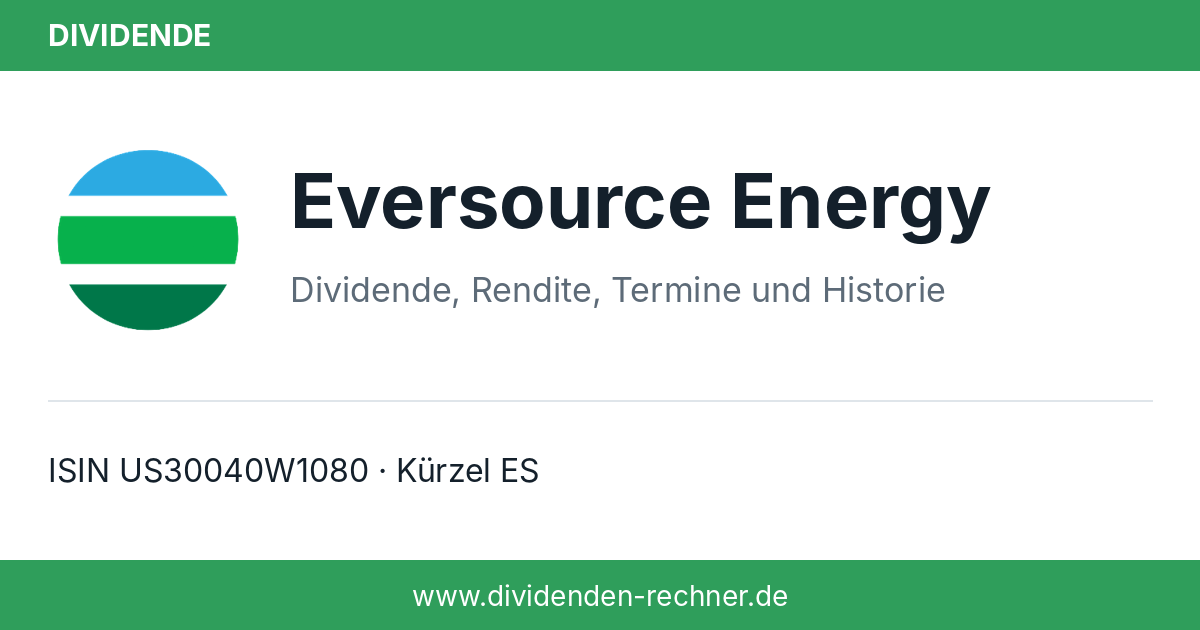 DIVIDENDE
Eversource Energy
Dividende, Rendite, Termine und Historie
ISIN US30040W1080 · Kürzel ES
www.dividenden-rechner.de